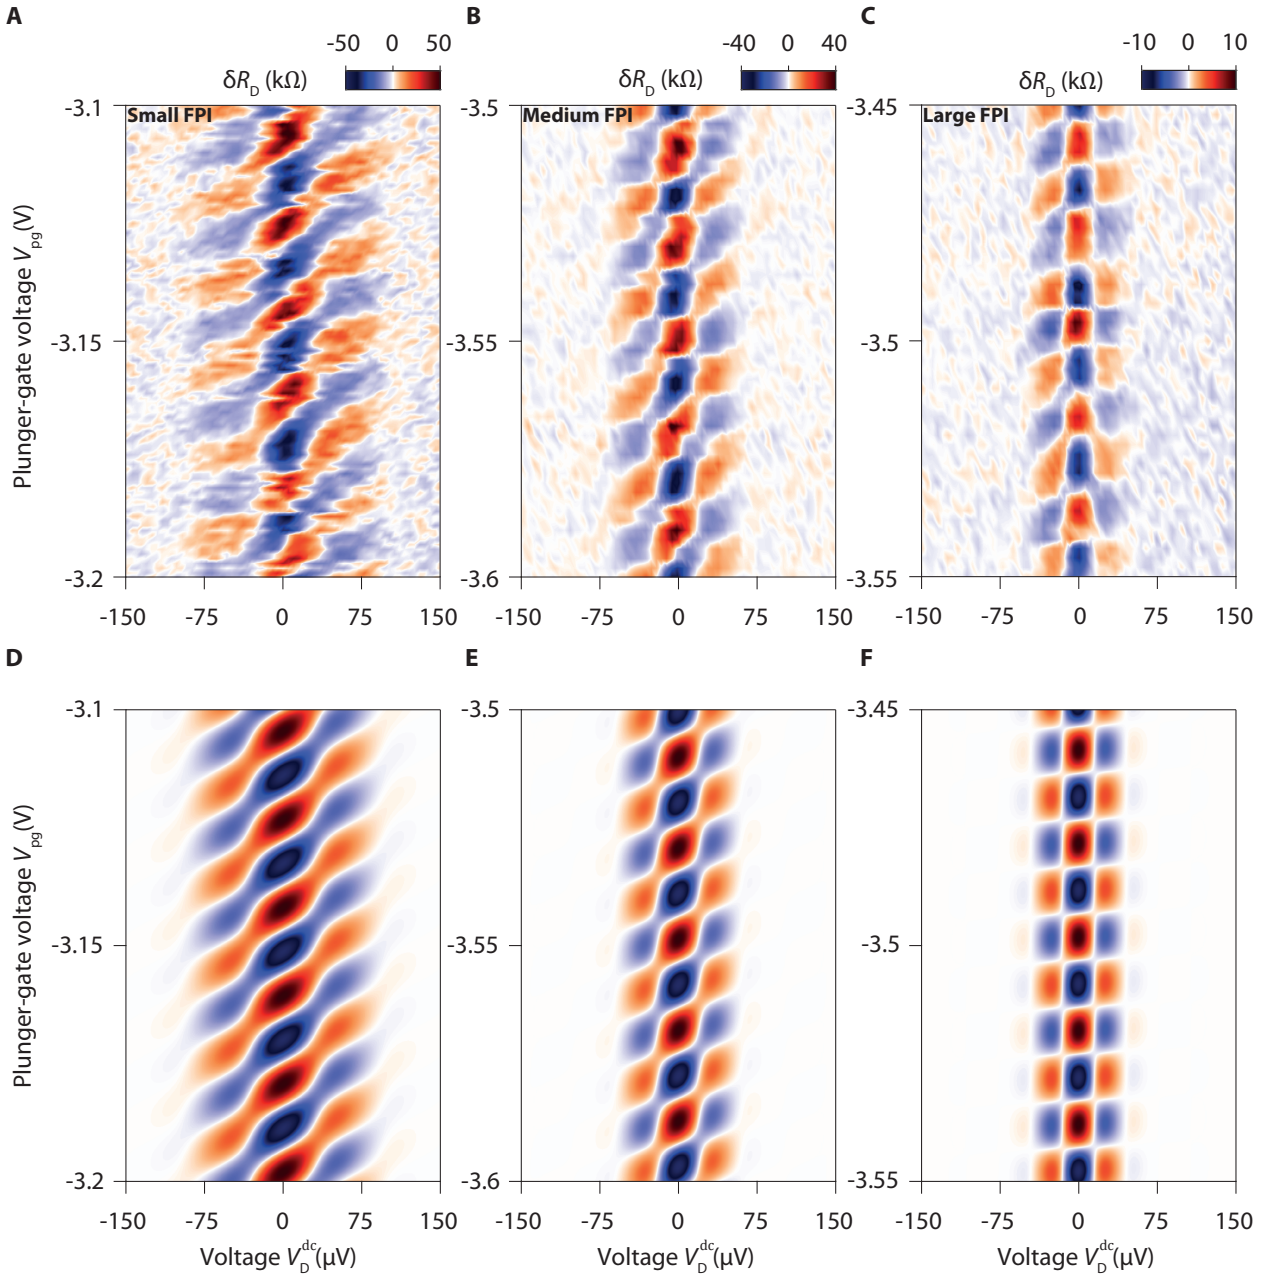 A
B
C
-50 0 50
-40 0 40
-10 0 10
δR_D (kΩ)
δR_D (kΩ)
δR_D (kΩ)
Small FPI
Medium FPI
Large FPI
Plunger-gate voltage V_pg (V)
-3.1
-3.15
-3.2
-3.5
-3.55
-3.6
-3.45
-3.5
-3.55
-150 -75 0 75 150
-150 -75 0 75 150
-150 -75 0 75 150
D
E
F
Plunger-gate voltage V_pg (V)
-3.1
-3.15
-3.2
-3.5
-3.55
-3.6
-3.45
-3.5
-3.55
-150 -75 0 75 150
-150 -75 0 75 150
-150 -75 0 75 150
Voltage V_D^dc (μV)
Voltage V_D^dc (μV)
Voltage V_D^dc (μV)